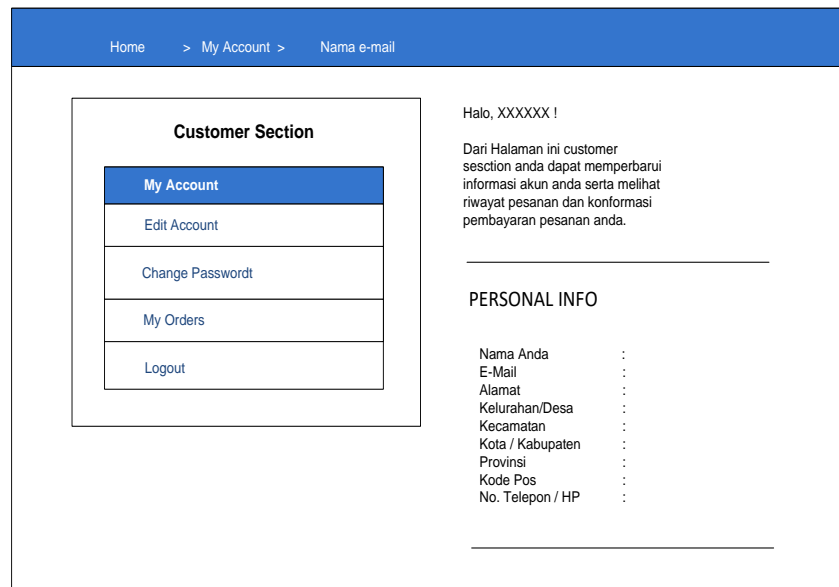 Home > My Account > Nama e-mail
Customer Section
My Account
Edit Account
Change Passwordt
My Orders
Logout
Halo, XXXXXX !
Dari Halaman ini customer
sesction anda dapat memperbarui
informasi akun anda serta melihat
riwayat pesanan dan konformasi
pembayaran pesanan anda.
PERSONAL INFO
Nama Anda :
E-Mail :
Alamat :
Kelurahan/Desa :
Kecamatan :
Kota / Kabupaten :
Provinsi :
Kode Pos :
No. Telepon / HP :